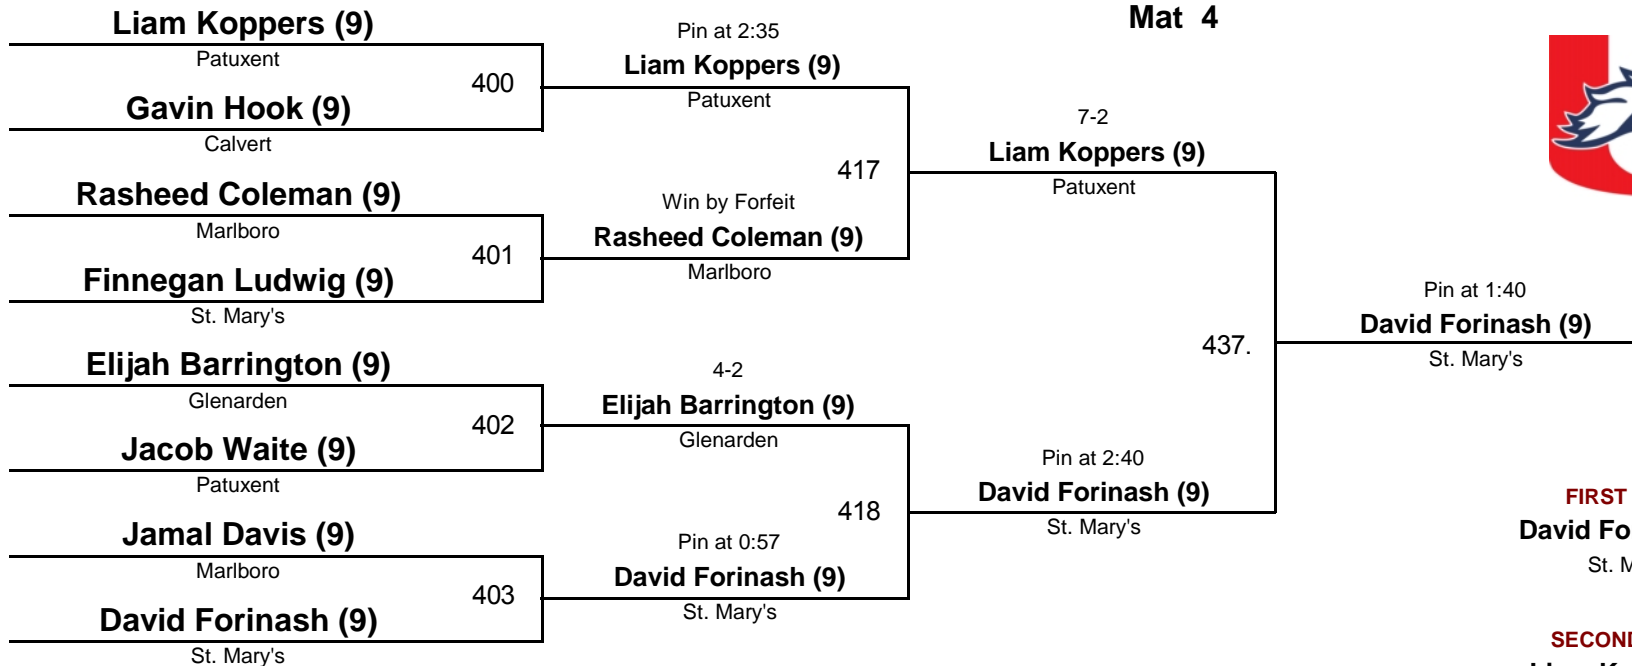 Mat 4
Liam Koppers (9)
Patuxent
400
Gavin Hook (9)
Calvert
Rasheed Coleman (9)
Marlboro
401
Finnegan Ludwig (9)
St. Mary's
Elijah Barrington (9)
Glenarden
402
Jacob Waite (9)
Patuxent
Jamal Davis (9)
Marlboro
403
David Forinash (9)
St. Mary's
Pin at 2:35
Liam Koppers (9)
Patuxent
417
Win by Forfeit
Rasheed Coleman (9)
Marlboro
4-2
Elijah Barrington (9)
Glenarden
418
Pin at 0:57
David Forinash (9)
St. Mary's
7-2
Liam Koppers (9)
Patuxent
437.
Pin at 2:40
David Forinash (9)
St. Mary's
Pin at 1:40
David Forinash (9)
St. Mary's
FIRST
David Fo
St. M
SECOND